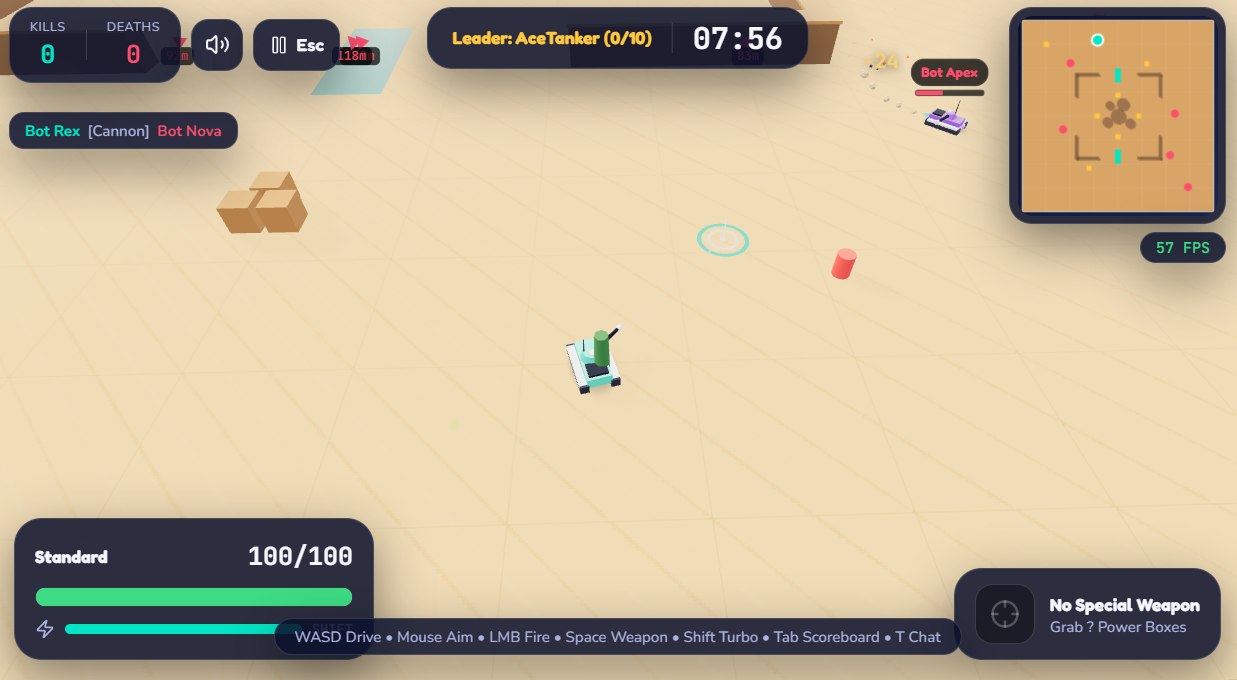 KILLS
0
DEATHS
0
Esc
118m
Leader: AceTanker (0/10)
07:56
+24
Bot Apex
Bot Rex [Cannon] Bot Nova
57 FPS
Standard
100/100
SHIFT
WASD Drive • Mouse Aim • LMB Fire • Space Weapon • Shift Turbo • Tab Scoreboard • T Chat
No Special Weapon
Grab ? Power Boxes